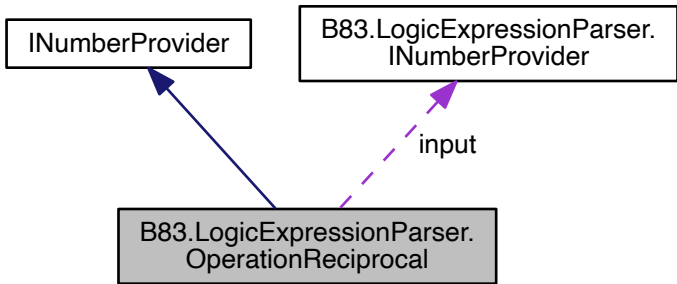 INumberProvider
B83.LogicExpressionParser.
INumberProvider
input
B83.LogicExpressionParser.
OperationReciprocal